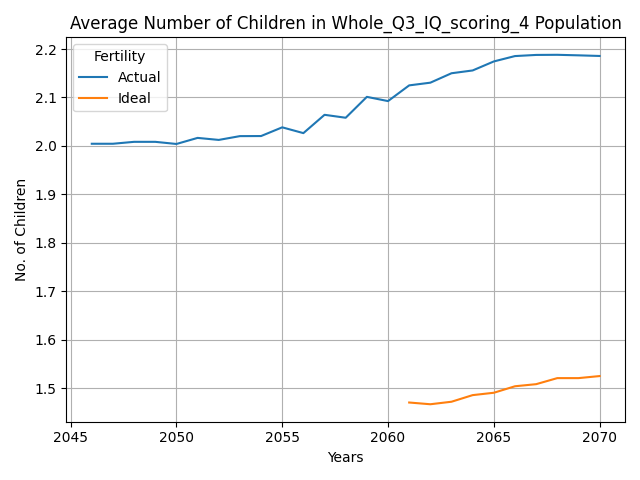 Average Number of Children in Whole_Q3_IQ_scoring_4 Population
Fertility
Actual
Ideal
2.2
2.1
2.0
1.9
1.8
1.7
1.6
1.5
No. of Children
2045
2050
2055
2060
2065
2070
Years